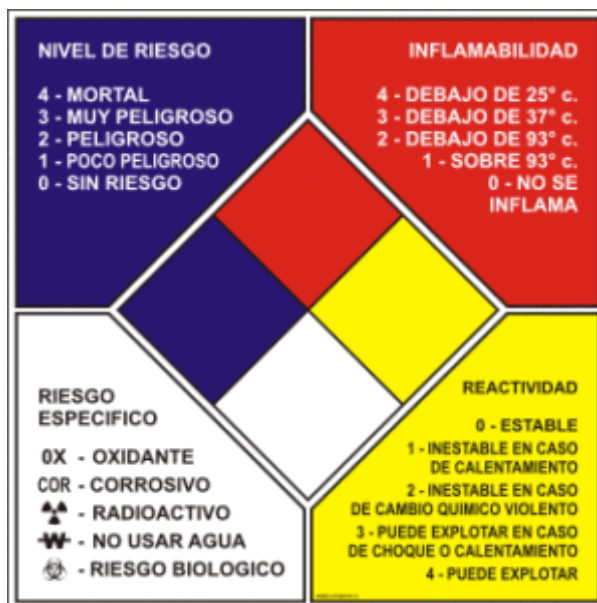 NIVEL DE RIESGO
4 - MORTAL
3 - MUY PELIGROSO
2 - PELIGROSO
1 - POCO PELIGROSO
0 - SIN RIESGO
INFLAMABILIDAD
4 - DEBAJO DE 25° c.
3 - DEBAJO DE 37° c.
2 - DEBAJO DE 93° c.
1 - SOBRE 93° c.
0 - NO SE
INFLAMA
RIESGO
ESPECIFICO
OX - OXIDANTE
COR - CORROSIVO
- RADIOACTIVO
W - NO USAR AGUA
- RIESGO BIOLOGICO
REACTIVIDAD
0 - ESTABLE
1 - INESTABLE EN CASO
DE CALENTAMIENTO
2 - INESTABLE EN CASO
DE CAMBIO QUIMICO VIOLENTO
3 - PUEDE EXPLOTAR EN CASO
DE CHOQUE O CALENTAMIENTO
4 - PUEDE EXPLOTAR